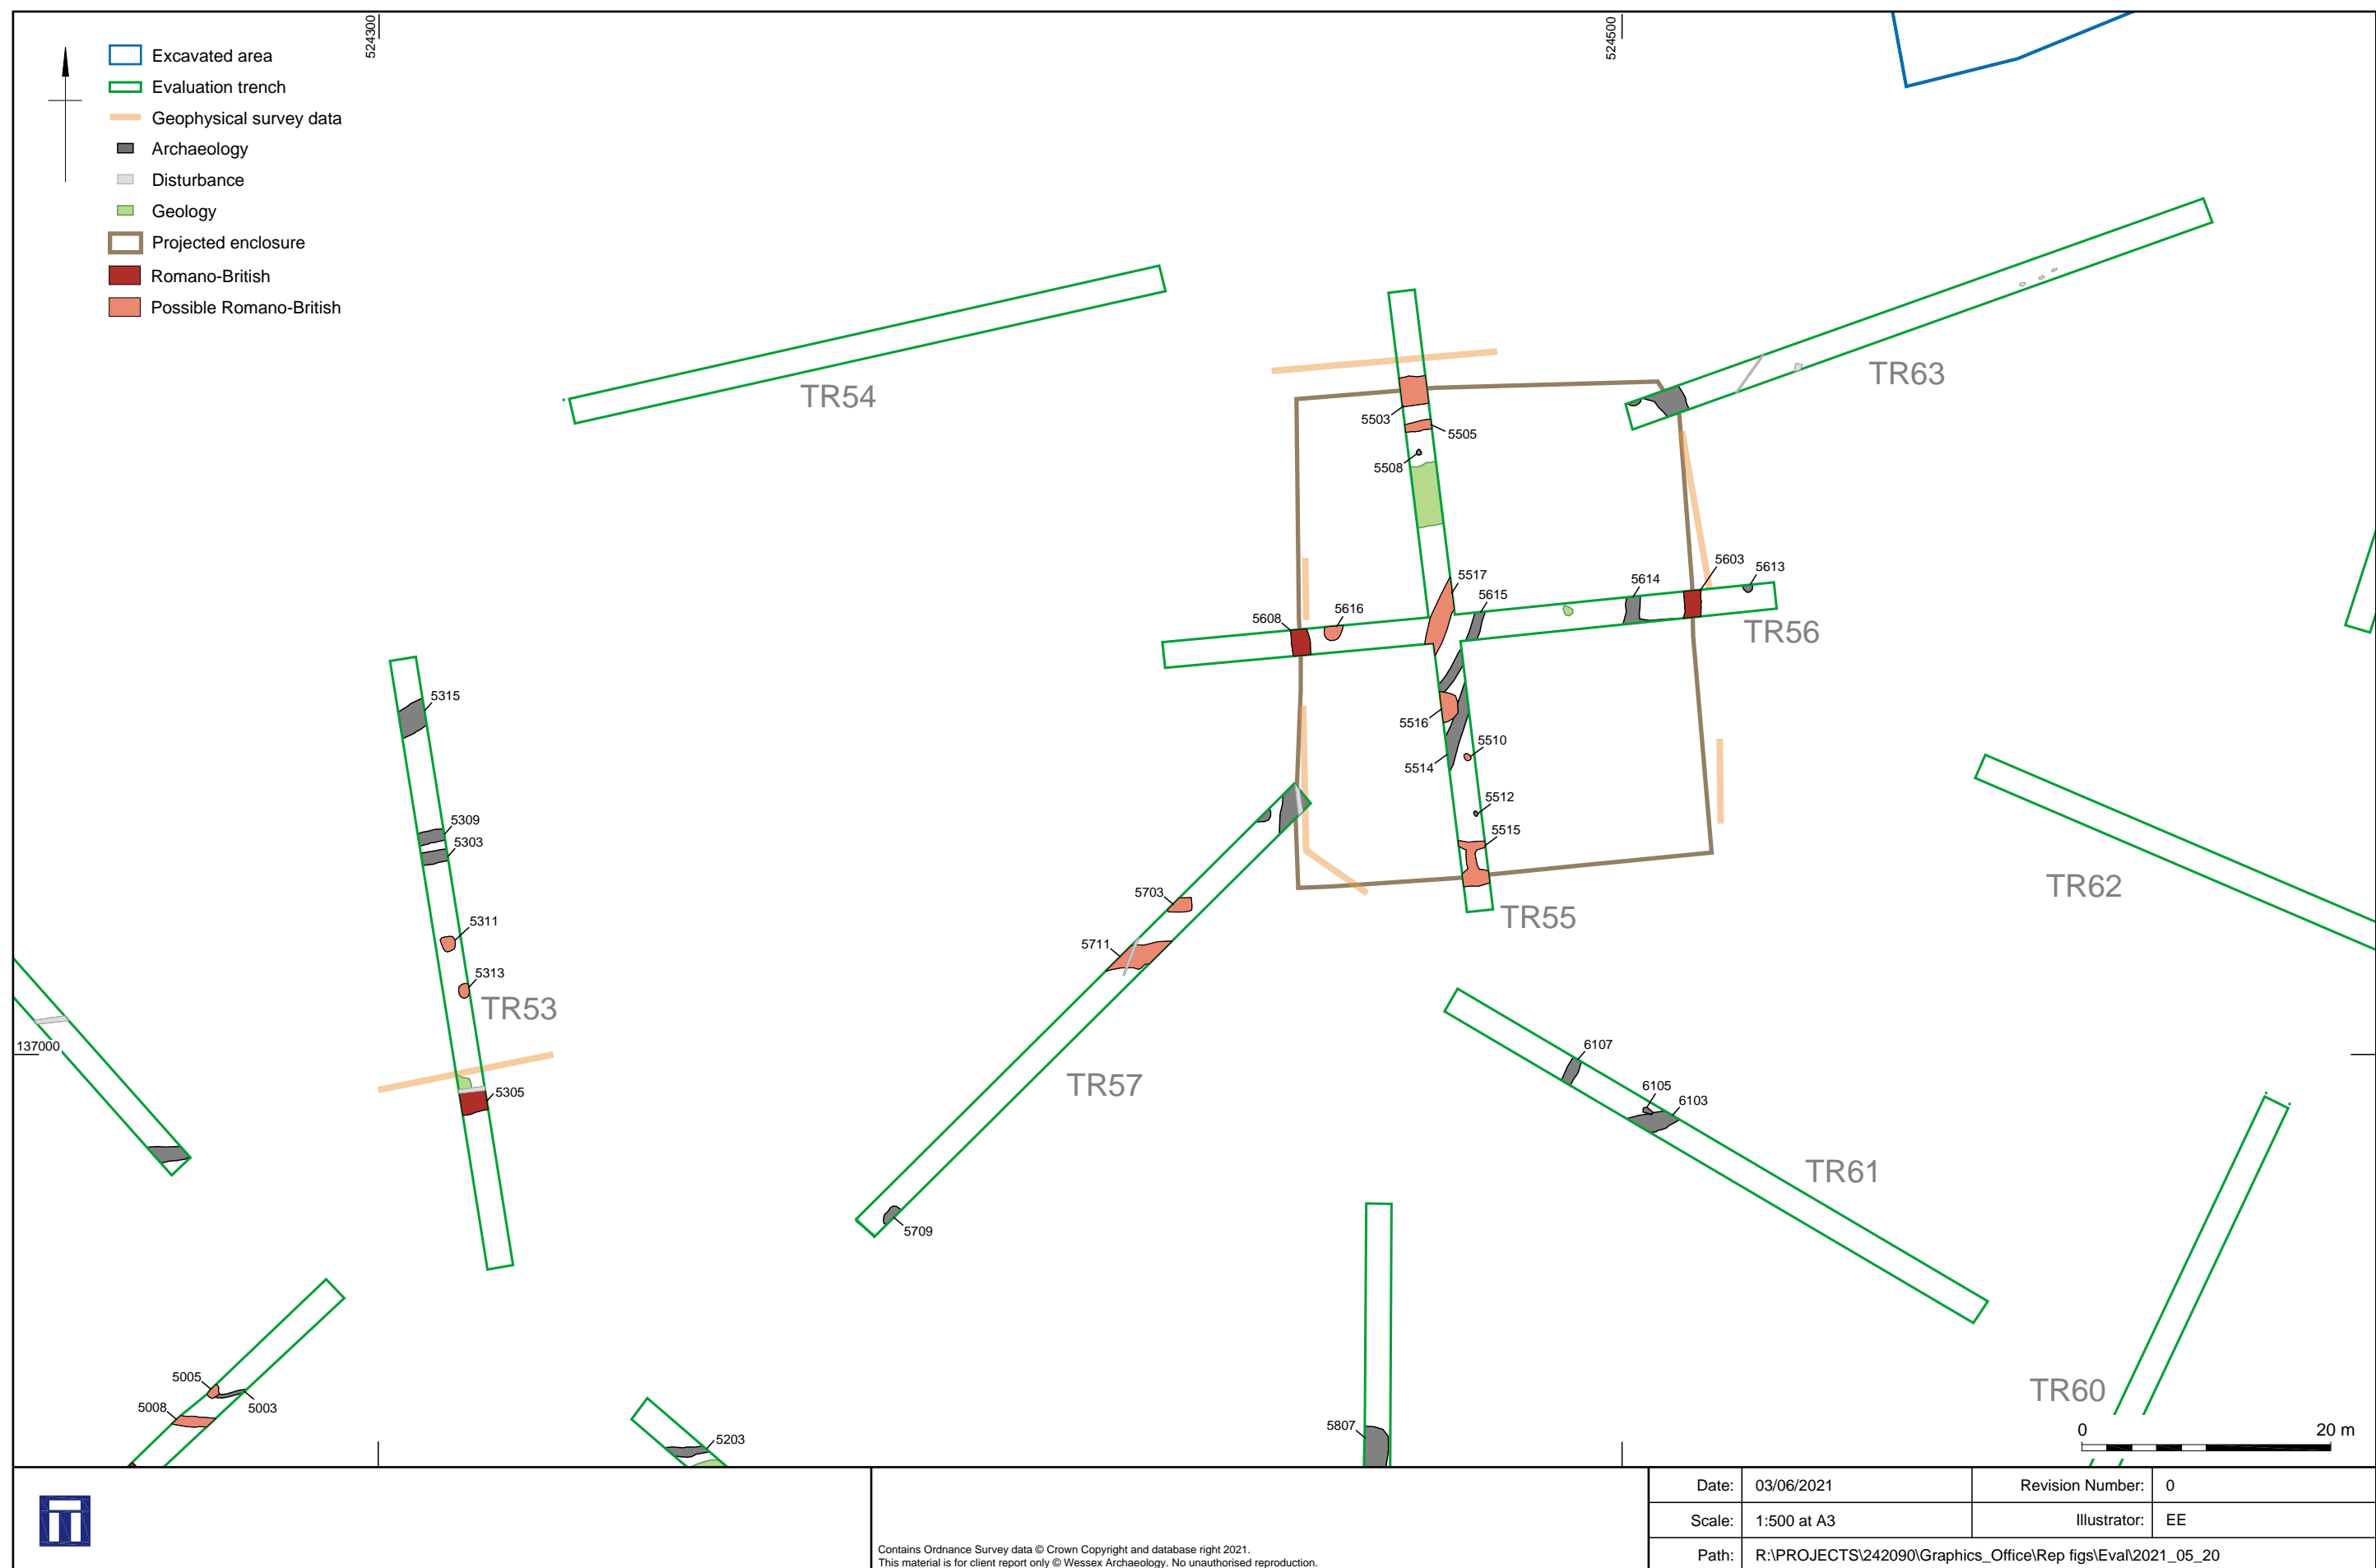 524300
524500
Excavated area
Evaluation trench
Geophysical survey data
Archaeology
Disturbance
Geology
Projected enclosure
Romano-British
Possible Romano-British
TR54
TR63
5503
5505
5508
5517
5615
5614
5603
5613
5608
5616
TR56
5315
5516
5514
5510
5512
5515
5309
5303
5703
5711
TR55
TR62
5311
5313
TR53
137000
5305
TR57
6107
6105
6103
TR61
5709
5005
5003
5008
5203
5807
TR60
0 20 m
Date: 03/06/2021 Revision Number: 0
Scale: 1:500 at A3 Illustrator: EE
Path: R:\PROJECTS\242090\Graphics_Office\Rep figs\Eval\2021_05_20
Contains Ordnance Survey data © Crown Copyright and database right 2021.
This material is for client report only © Wessex Archaeology. No unauthorised reproduction.